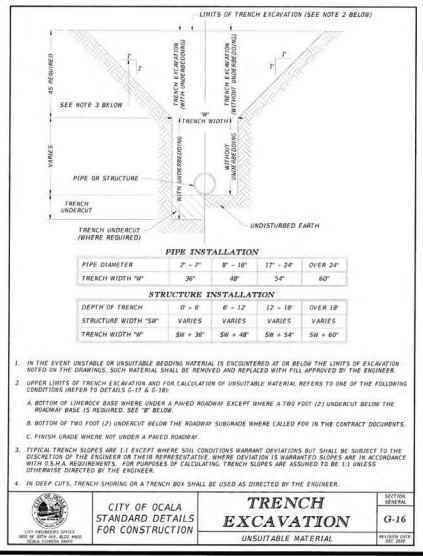 LIMITS OF TRENCH EXCAVATION (SEE NOTE 2 BELOW)
AS REQUIRED
TRENCH EXCAVATION
(WITH UNDERBEDDING)
TRENCH EXCAVATION
(WITHOUT UNDERBEDDING)
1'
1'
1'
1'
SEE NOTE 3 BELOW
"W"
TRENCH WIDTH
VARIES
WITH UNDERBEDDING
WITHOUT
UNDERBEDDING
PIPE OR STRUCTURE
TRENCH
UNDERCUT
UNDISTURBED EARTH
TRENCH UNDERCUT
(WHERE REQUIRED)
PIPE INSTALLATION
PIPE DIAMETER 2" - 7" 8" - 16" 17" - 24" OVER 24"
TRENCH WIDTH "W" 36" 48" 54" 60"
STRUCTURE INSTALLATION
DEPTH OF TRENCH 0' - 6' 6' - 12' 12' - 18' OVER 18'
STRUCTURE WIDTH "SW" VARIES VARIES VARIES VARIES
TRENCH WIDTH "W" SW + 36" SW + 48" SW + 54" SW + 60"
1. IN THE EVENT UNSTABLE OR UNSUITABLE BEDDING MATERIAL IS ENCOUNTERED AT OR BELOW THE LIMITS OF EXCAVATION
NOTED ON THE DRAWINGS, SUCH MATERIAL SHALL BE REMOVED AND REPLACED WITH FILL APPROVED BY THE ENGINEER.
2. UPPER LIMITS OF TRENCH EXCAVATION AND FOR CALCULATION OF UNSUITABLE MATERIAL REFERS TO ONE OF THE FOLLOWING
CONDITIONS (REFER TO DETAILS G-17 & G-18):
A. BOTTOM OF LIMEROCK BASE WHERE UNDER A PAVED ROADWAY EXCEPT WHERE A TWO FOOT (2) UNDERCUT BELOW THE
ROADWAY BASE IS REQUIRED. SEE "B" BELOW.
B. BOTTOM OF TWO FOOT (2) UNDERCUT BELOW THE ROADWAY SUBGRADE WHERE CALLED FOR IN THE CONTRACT DOCUMENTS.
C. FINISH GRADE WHERE NOT UNDER A PAVED ROADWAY.
3. TYPICAL TRENCH SLOPES ARE 1:1 EXCEPT WHERE SOIL CONDITIONS WARRANT DEVIATIONS BUT SHALL BE SUBJECT TO THE
DISCRETION OF THE ENGINEER OR THEIR REPRESENTATIVE. WHERE DEVIATION IS WARRANTED SLOPES ARE IN ACCORDANCE
WITH O.S.H.A. REQUIREMENTS. FOR PURPOSES OF CALCULATING, TRENCH SLOPES ARE ASSUMED TO BE 1:1 UNLESS
OTHERWISE DIRECTED BY THE ENGINEER.
4. IN DEEP CUTS, TRENCH SHORING OR A TRENCH BOX SHALL BE USED AS DIRECTED BY THE ENGINEER.
CITY OF OCALA
CITY ENGINEER'S OFFICE
1805 NE 30TH AVE, BLDG #600
OCALA, FLORIDA 34470
CITY OF OCALA
STANDARD DETAILS
FOR CONSTRUCTION
TRENCH
EXCAVATION
UNSUITABLE MATERIAL
SECTION:
GENERAL
G-16
REVISION DATE:
DEC 2020